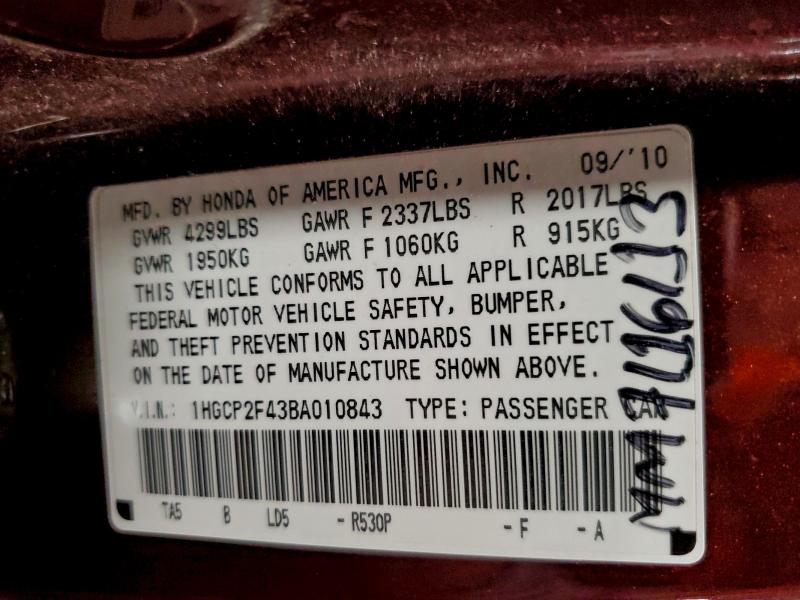 MFD. BY HONDA OF AMERICA MFG., INC. 09/'10
GVWR 4299LBS GAWR F 2337LBS R 2017LBS
GVWR 1950KG GAWR F 1060KG R 915KG
THIS VEHICLE CONFORMS TO ALL APPLICABLE
FEDERAL MOTOR VEHICLE SAFETY, BUMPER,
AND THEFT PREVENTION STANDARDS IN EFFECT
ON THE DATE OF MANUFACTURE SHOWN ABOVE.
V.I.N.: 1HGCP2F43BA010843 TYPE: PASSENGER CAR
TA5 B LD5 -R530P -F -A